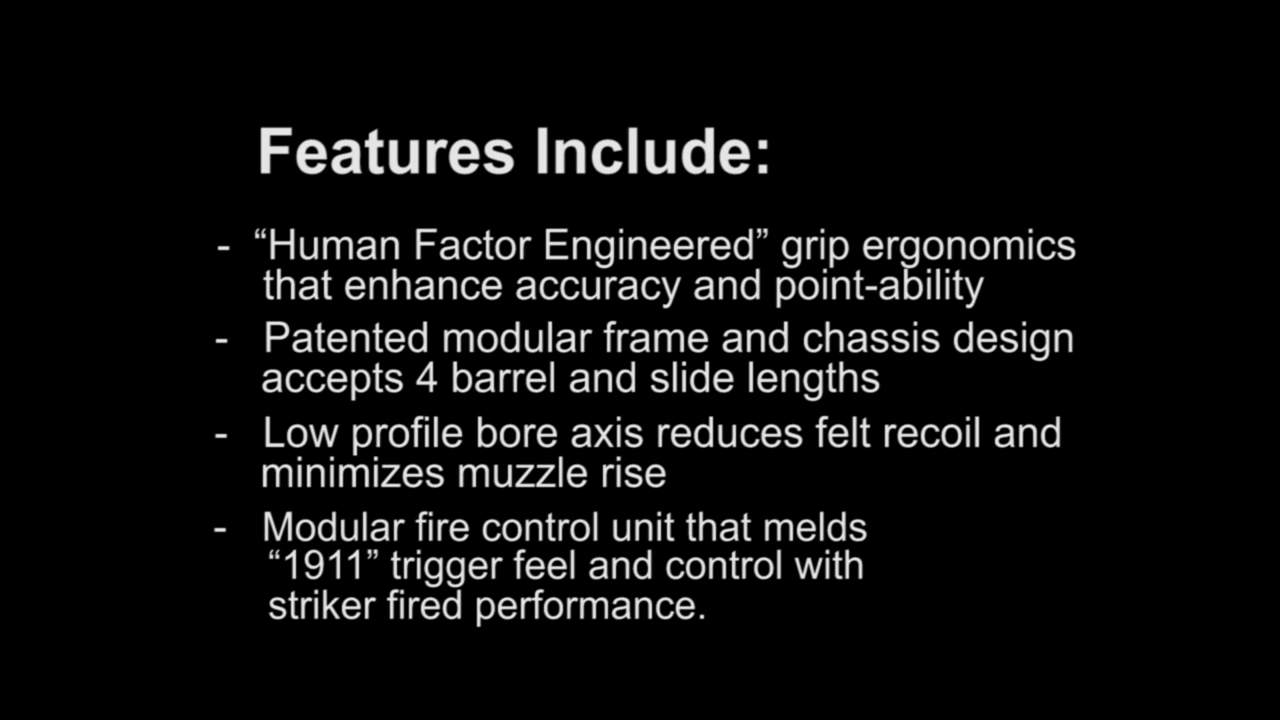 Features Include:
- “Human Factor Engineered” grip ergonomics
that enhance accuracy and point-ability
- Patented modular frame and chassis design
accepts 4 barrel and slide lengths
- Low profile bore axis reduces felt recoil and
minimizes muzzle rise
- Modular fire control unit that melds
“1911” trigger feel and control with
striker fired performance.